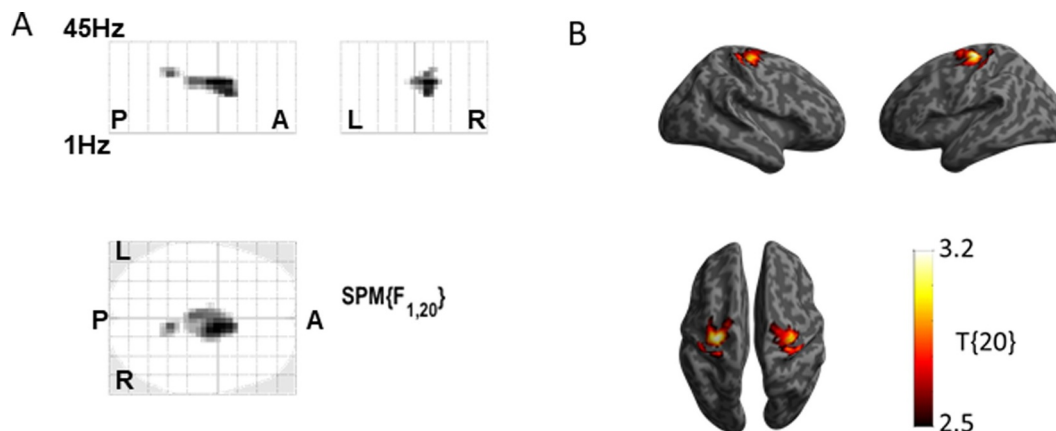 A
45Hz
P A
L R
1Hz
B
L
P
A
R
SPM{F1,20}
3.2
T{20}
2.5